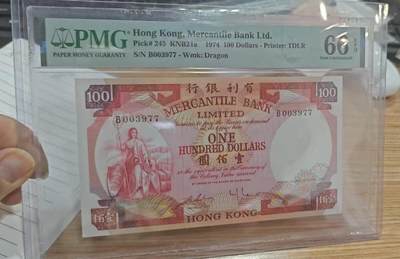 PMG
PAPER MONEY GUARANTY
Hong Kong, Mercantile Bank Ltd.
Pick# 245 KNB21a 1974 100 Dollars - Printer: TDLR
S/N B003977 - Wmk: Dragon
66 EPQ
行銀利有
100
MERCANTILE BANK
LIMITED
100
B003977
B003977
ONE
HUNDRED DOLLARS
圓佰壹
HONG KONG